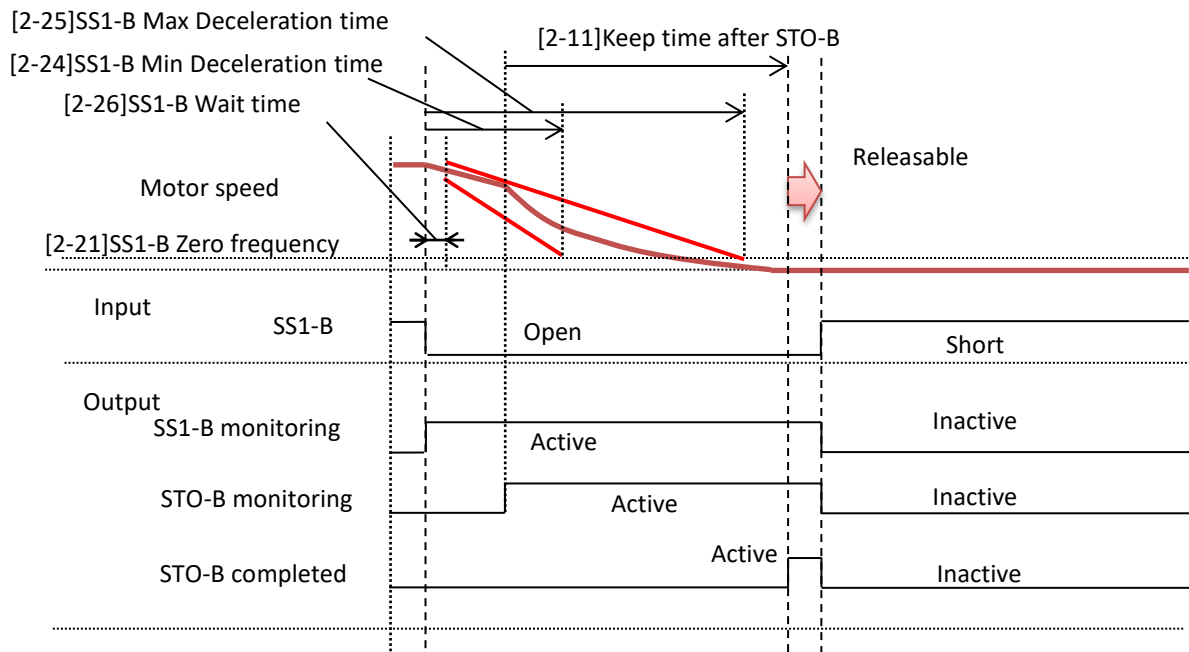 [2-25]SS1-B Max Deceleration time
[2-11]Keep time after STO-B
[2-24]SS1-B Min Deceleration time
[2-26]SS1-B Wait time
Releasable
Motor speed
[2-21]SS1-B Zero frequency
Input
SS1-B
Open
Short
Output
SS1-B monitoring
Active
Inactive
STO-B monitoring
Active
Inactive
STO-B completed
Active
Inactive